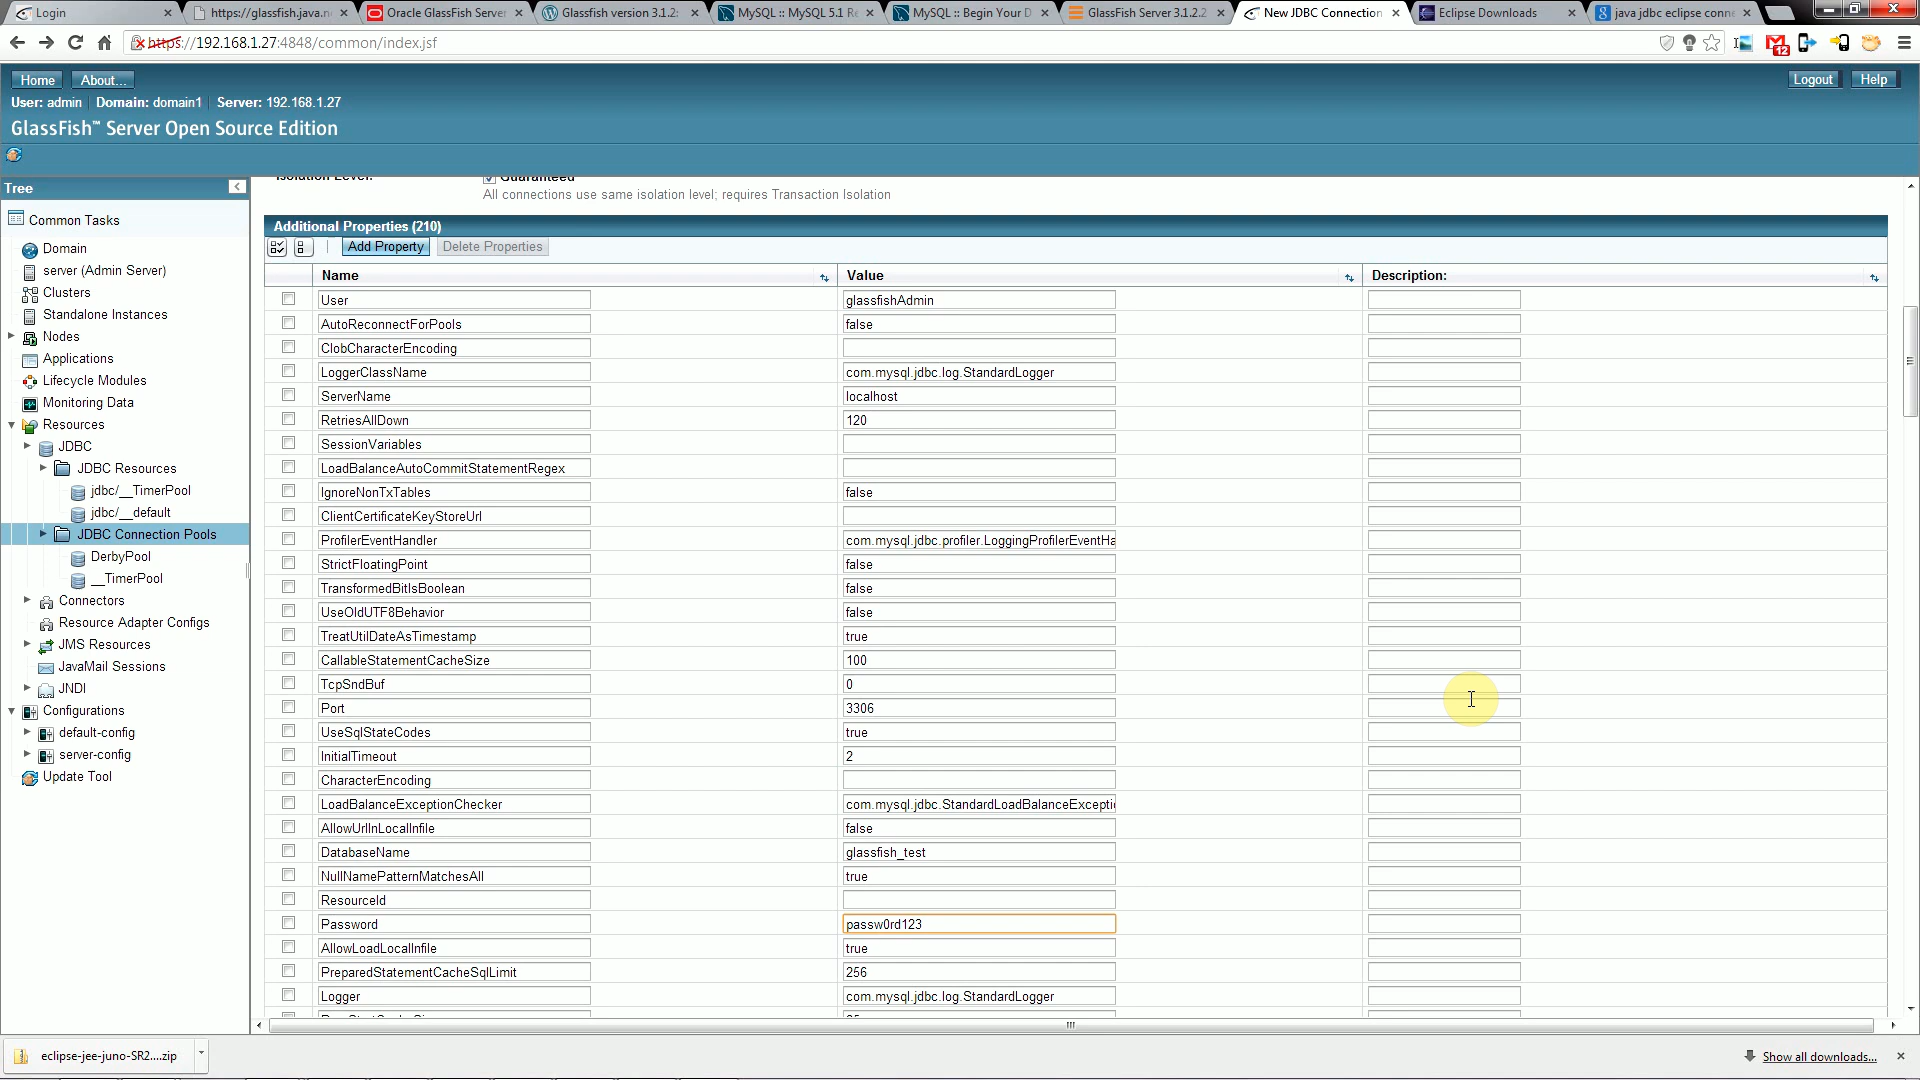 Login
https://glassfish.java.n
Oracle GlassFish Server
Glassfish version 3.1.2:
MySQL :: MySQL 5.1 Re
MySQL :: Begin Your D
GlassFish Server 3.1.2.2
New JDBC Connection
Eclipse Downloads
java jdbc eclipse conne
https://192.168.1.27:4848/common/index.jsf
12
Home About... Logout Help
User: admin Domain: domain1 Server: 192.168.1.27
GlassFish™ Server Open Source Edition
Tree
Common Tasks
Domain
server (Admin Server)
Clusters
Standalone Instances
Nodes
Applications
Lifecycle Modules
Monitoring Data
Resources
JDBC
JDBC Resources
jdbc/__TimerPool
jdbc/__default
JDBC Connection Pools
DerbyPool
__TimerPool
Connectors
Resource Adapter Configs
JMS Resources
JavaMail Sessions
JNDI
Configurations
default-config
server-config
Update Tool
Isolation Level: Guaranteed
All connections use same isolation level; requires Transaction Isolation
Additional Properties (210)
Add Property Delete Properties
Name Value Description:
User glassfishAdmin
AutoReconnectForPools false
ClobCharacterEncoding
LoggerClassName com.mysql.jdbc.log.StandardLogger
ServerName localhost
RetriesAllDown 120
SessionVariables
LoadBalanceAutoCommitStatementRegex
IgnoreNonTxTables false
ClientCertificateKeyStoreUrl
ProfilerEventHandler com.mysql.jdbc.profiler.LoggingProfilerEventHa
StrictFloatingPoint false
TransformedBitIsBoolean false
UseOldUTF8Behavior false
TreatUtilDateAsTimestamp true
CallableStatementCacheSize 100
TcpSndBuf 0
Port 3306
UseSqlStateCodes true
InitialTimeout 2
CharacterEncoding
LoadBalanceExceptionChecker com.mysql.jdbc.StandardLoadBalanceExcepti
AllowUrlInLocalInfile false
DatabaseName glassfish_test
NullNamePatternMatchesAll true
ResourceId
Password passw0rd123
AllowLoadLocalInfile true
PreparedStatementCacheSqlLimit 256
Logger com.mysql.jdbc.log.StandardLogger
eclipse-jee-juno-SR2....zip
Show all downloads...